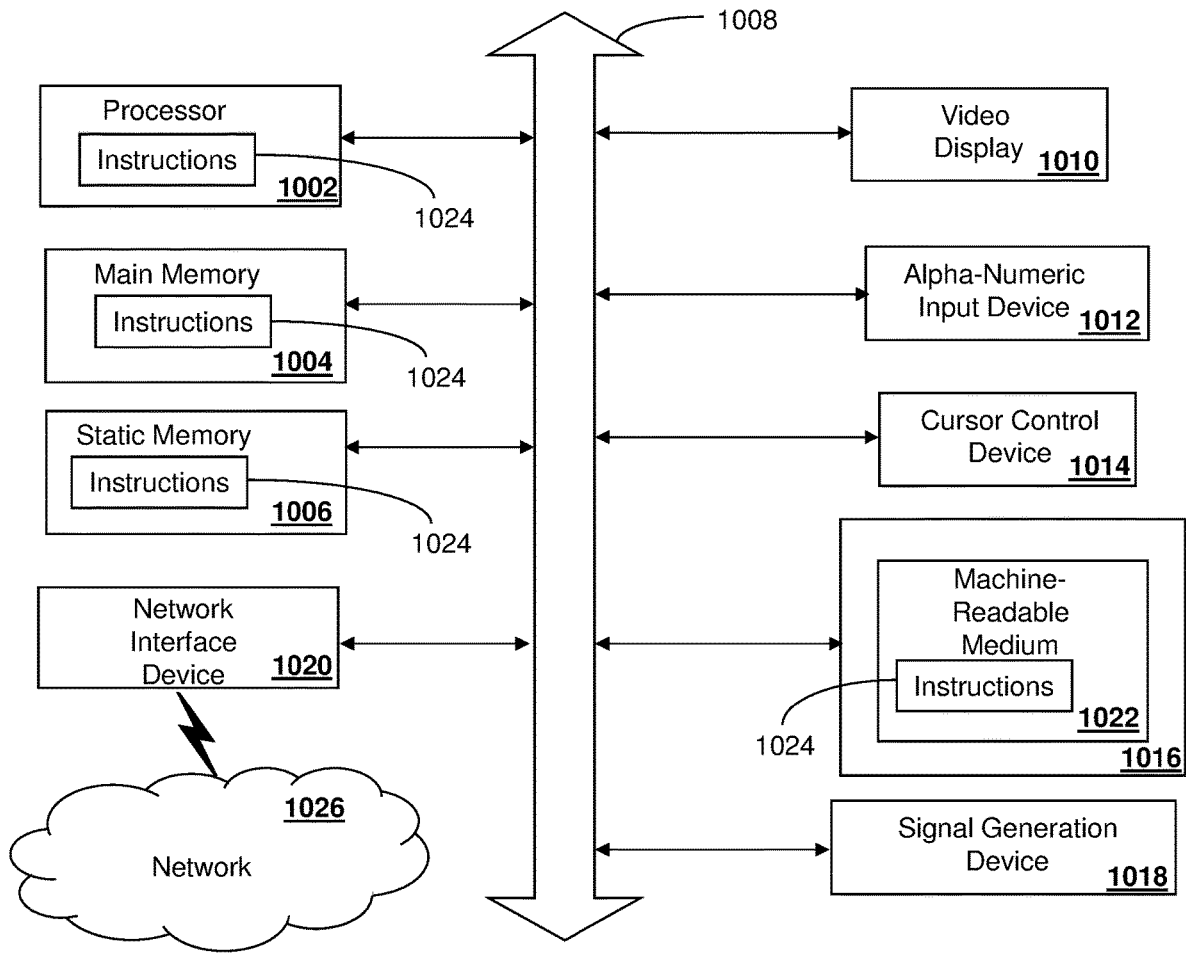 1008
Processor
Instructions
1002
1024
Main Memory
Instructions
1004
1024
Static Memory
Instructions
1006
1024
Network
Interface
Device
1020
1026
Network
Video
Display
1010
Alpha-Numeric
Input Device
1012
Cursor Control
Device
1014
Machine-
Readable
Medium
Instructions
1022
1024
1016
Signal Generation
Device
1018